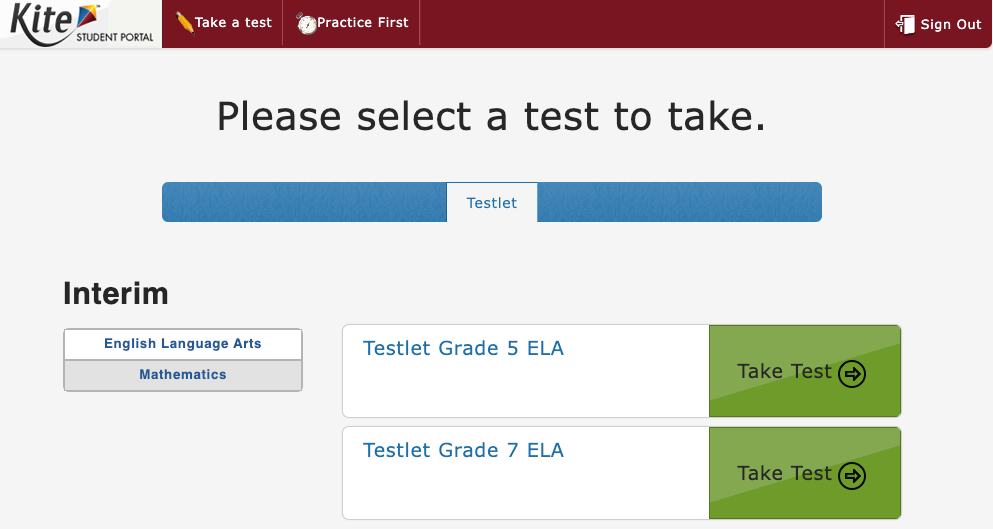 Kite
STUDENT PORTAL
Take a test
Practice First
Sign Out
Please select a test to take.
Testlet
Interim
English Language Arts
Mathematics
Testlet Grade 5 ELA
Take Test
Testlet Grade 7 ELA
Take Test